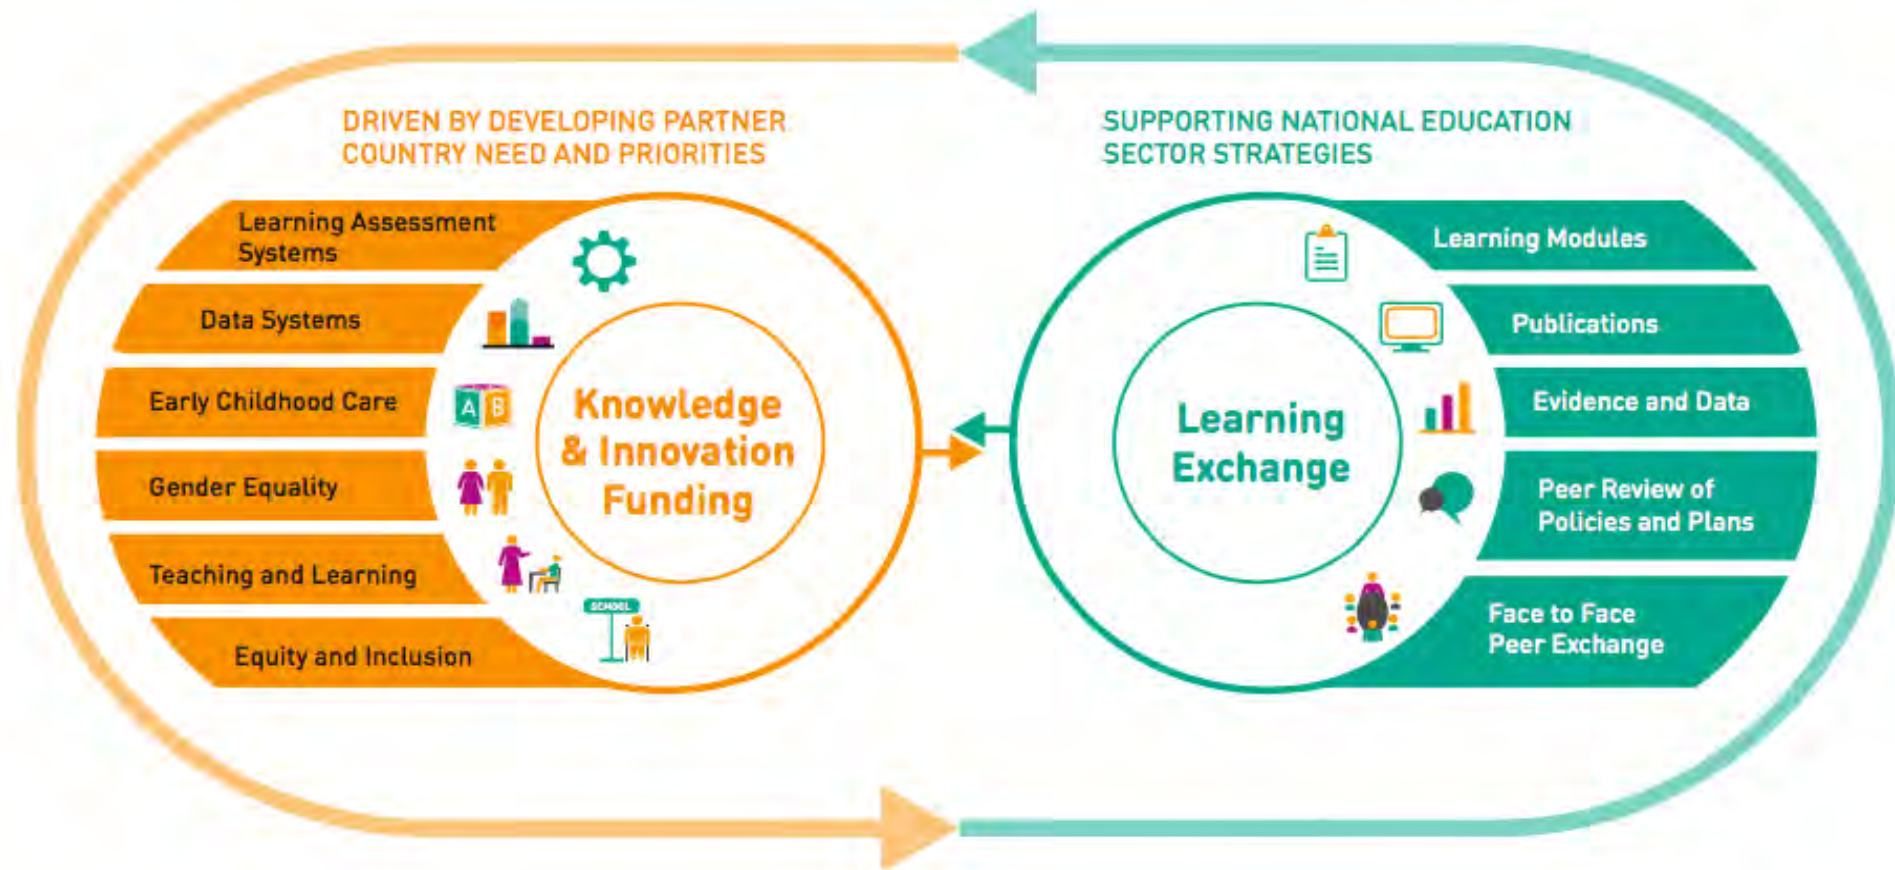 DRIVEN BY DEVELOPING PARTNER
COUNTRY NEED AND PRIORITIES
Learning Assessment
Systems
Data Systems
Early Childhood Care
Gender Equality
Teaching and Learning
Equity and Inclusion
A B
SCHOOL
Knowledge
& Innovation
Funding
SUPPORTING NATIONAL EDUCATION
SECTOR STRATEGIES
Learning
Exchange
Learning Modules
Publications
Evidence and Data
Peer Review of
Policies and Plans
Face to Face
Peer Exchange